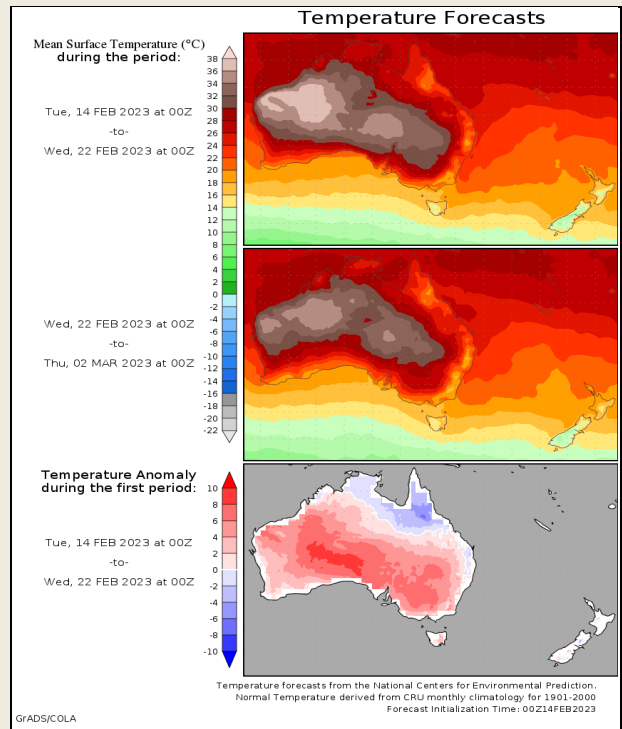 Temperature Forecasts
Mean Surface Temperature (°C)
during the period:
Tue, 14 FEB 2023 at 00Z
-to-
Wed, 22 FEB 2023 at 00Z
38
36
34
32
30
28
26
24
22
20
18
16
14
12
10
8
6
4
2
0
-2
-4
-6
-8
-10
-12
-14
-16
-18
-20
-22
Wed, 22 FEB 2023 at 00Z
-to-
Thu, 02 MAR 2023 at 00Z
Temperature Anomaly
during the first period:
Tue, 14 FEB 2023 at 00Z
-to-
Wed, 22 FEB 2023 at 00Z
10
8
6
4
2
0
-2
-4
-6
-8
-10
Temperature forecasts from the National Centers for Environmental Prediction.
Normal Temperature derived from CRU monthly climatology for 1901-2000
Forecast Initialization Time: 00Z14FEB2023
GrADS/COLA